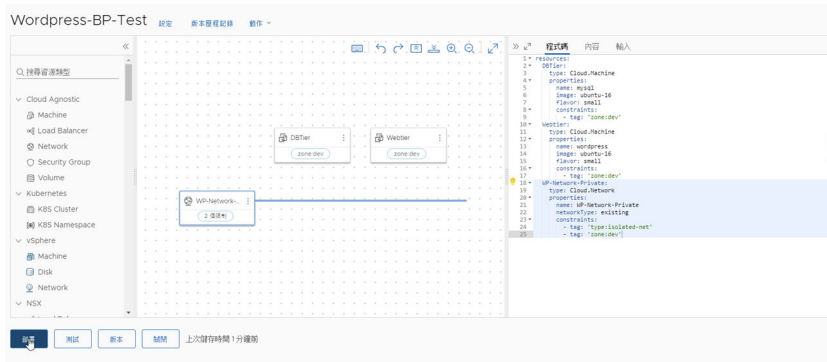 Wordpress-BP-Test 設定 版本歷程記錄 動作
搜尋資源類型
Cloud Agnostic
Machine
Load Balancer
Network
Security Group
Volume
Kubernetes
K8S Cluster
K8S Namespace
vSphere
Machine
Disk
Network
NSX
DBTier
zone:dev
Webtier
zone:dev
WP-Network-...
2 個限制
程式碼 內容 輸入
1 resources:
2 DBTier:
3 type: Cloud.Machine
4 properties:
5 name: mysql
6 image: ubuntu-16
7 flavor: small
8 constraints:
9 - tag: 'zone:dev'
10 Webtier:
11 type: Cloud.Machine
12 properties:
13 name: wordpress
14 image: ubuntu-16
15 flavor: small
16 constraints:
17 - tag: 'zone:dev'
18 WP-Network-Private:
19 type: Cloud.Network
20 properties:
21 name: WP-Network-Private
22 networkType: existing
23 constraints:
24 - tag: 'type:isolated-net'
25 - tag: 'zone:dev'
測試 版本 關閉 上次儲存時間 1 分鐘前